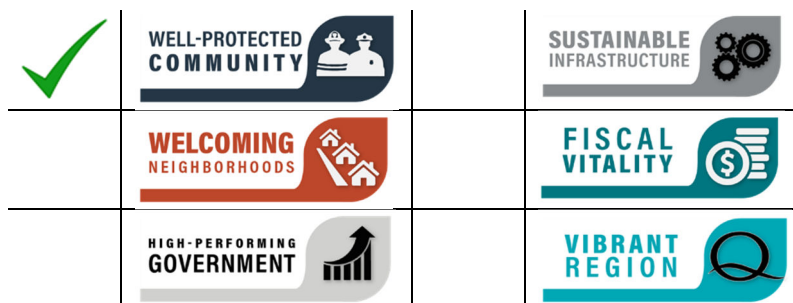 WELL-PROTECTED
COMMUNITY
SUSTAINABLE
INFRASTRUCTURE
WELCOMING
NEIGHBORHOODS
FISCAL
VITALITY
$
HIGH-PERFORMING
GOVERNMENT
VIBRANT
REGION
Q